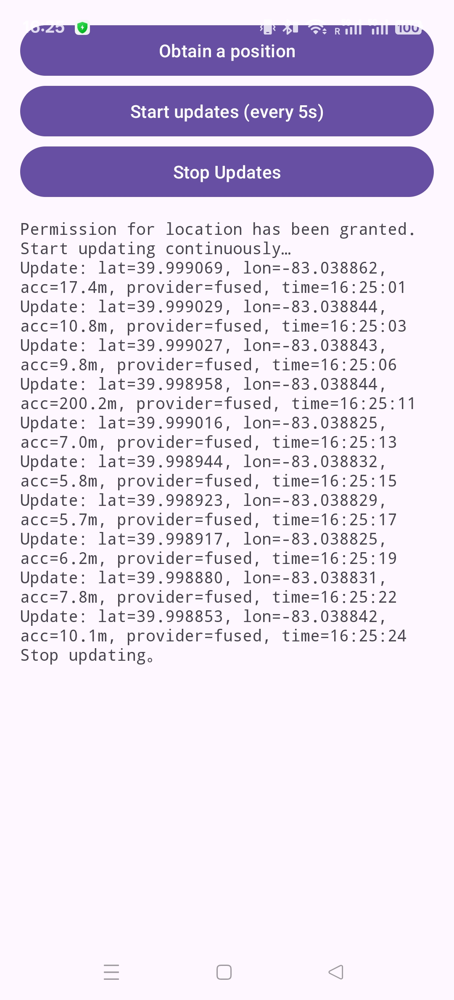 16:25
R 5G 5G 100
Obtain a position
Start updates (every 5s)
Stop Updates
Permission for location has been granted.
Start updating continuously…
Update: lat=39.999069, lon=-83.038862,
acc=17.4m, provider=fused, time=16:25:01
Update: lat=39.999029, lon=-83.038844,
acc=10.8m, provider=fused, time=16:25:03
Update: lat=39.999027, lon=-83.038843,
acc=9.8m, provider=fused, time=16:25:06
Update: lat=39.998958, lon=-83.038844,
acc=200.2m, provider=fused, time=16:25:11
Update: lat=39.999016, lon=-83.038825,
acc=7.0m, provider=fused, time=16:25:13
Update: lat=39.998944, lon=-83.038832,
acc=5.8m, provider=fused, time=16:25:15
Update: lat=39.998923, lon=-83.038829,
acc=5.7m, provider=fused, time=16:25:17
Update: lat=39.998917, lon=-83.038825,
acc=6.2m, provider=fused, time=16:25:19
Update: lat=39.998880, lon=-83.038831,
acc=7.8m, provider=fused, time=16:25:22
Update: lat=39.998853, lon=-83.038842,
acc=10.1m, provider=fused, time=16:25:24
Stop updating。